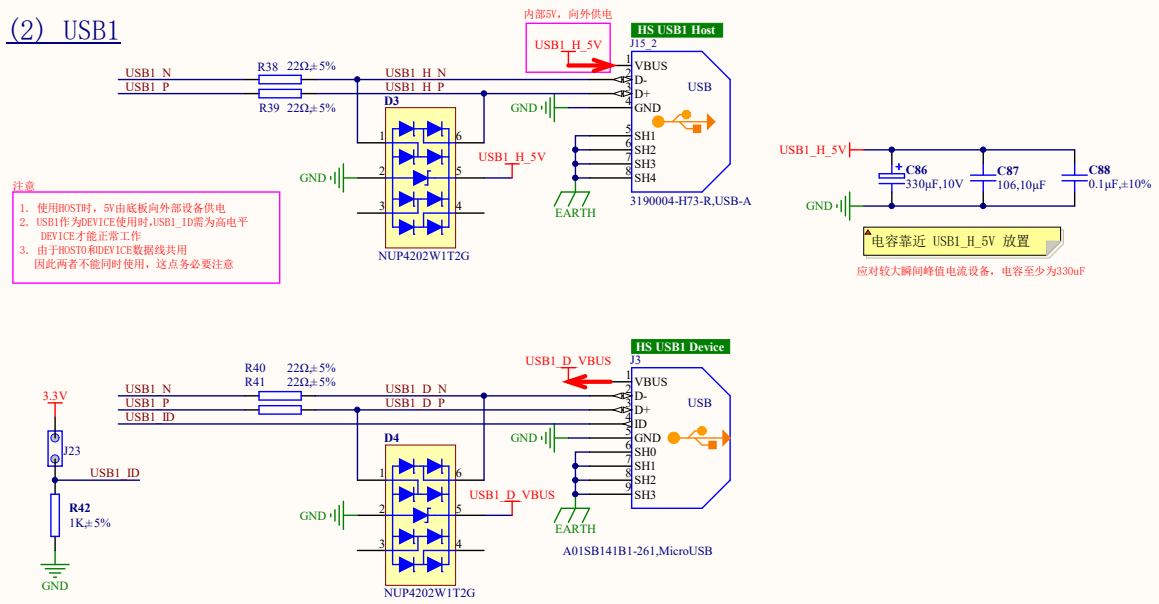 (2) USB1
内部5V，向外供电
USB1_H_5V
HS USB1 Host
J15_2
USB1_N
R38 22Ω,±5%
USB1_H_N
USB1_P
R39 22Ω,±5%
USB1_H_P
1 VBUS
2 D-
3 D+
4 GND
5 SH1
6 SH2
7 SH3
8 SH4
USB
GND
EARTH
3190004-H73-R,USB-A
D3
1
2
3
6
5
4
GND
USB1_H_5V
NUP4202W1T2G
注意
1. 使用HOST时，5V由底板向外部设备供电
2. USB1作为DEVICE使用时,USB1_ID需为高电平
DEVICE才能正常工作
3. 由于HOST0和DEVICE数据线共用
因此两者不能同时使用，这点务必要注意
USB1_H_5V
GND
C86
330μF,10V
C87
106,10μF
C88
0.1μF,±10%
电容靠近 USB1_H_5V 放置
应对较大瞬间峰值电流设备，电容至少为330uF
HS USB1 Device
J3
USB1_D_VBUS
R40 22Ω,±5%
R41 22Ω,±5%
USB1_N
USB1_D_N
USB1_P
USB1_D_P
USB1_ID
1 VBUS
2 D-
3 D+
4 ID
5 GND
6 SH0
7 SH1
8 SH2
9 SH3
USB
GND
EARTH
A01SB141B1-261,MicroUSB
D4
1
2
3
6
5
4
GND
USB1_D_VBUS
NUP4202W1T2G
3.3V
J23
USB1_ID
R42
1K,±5%
GND